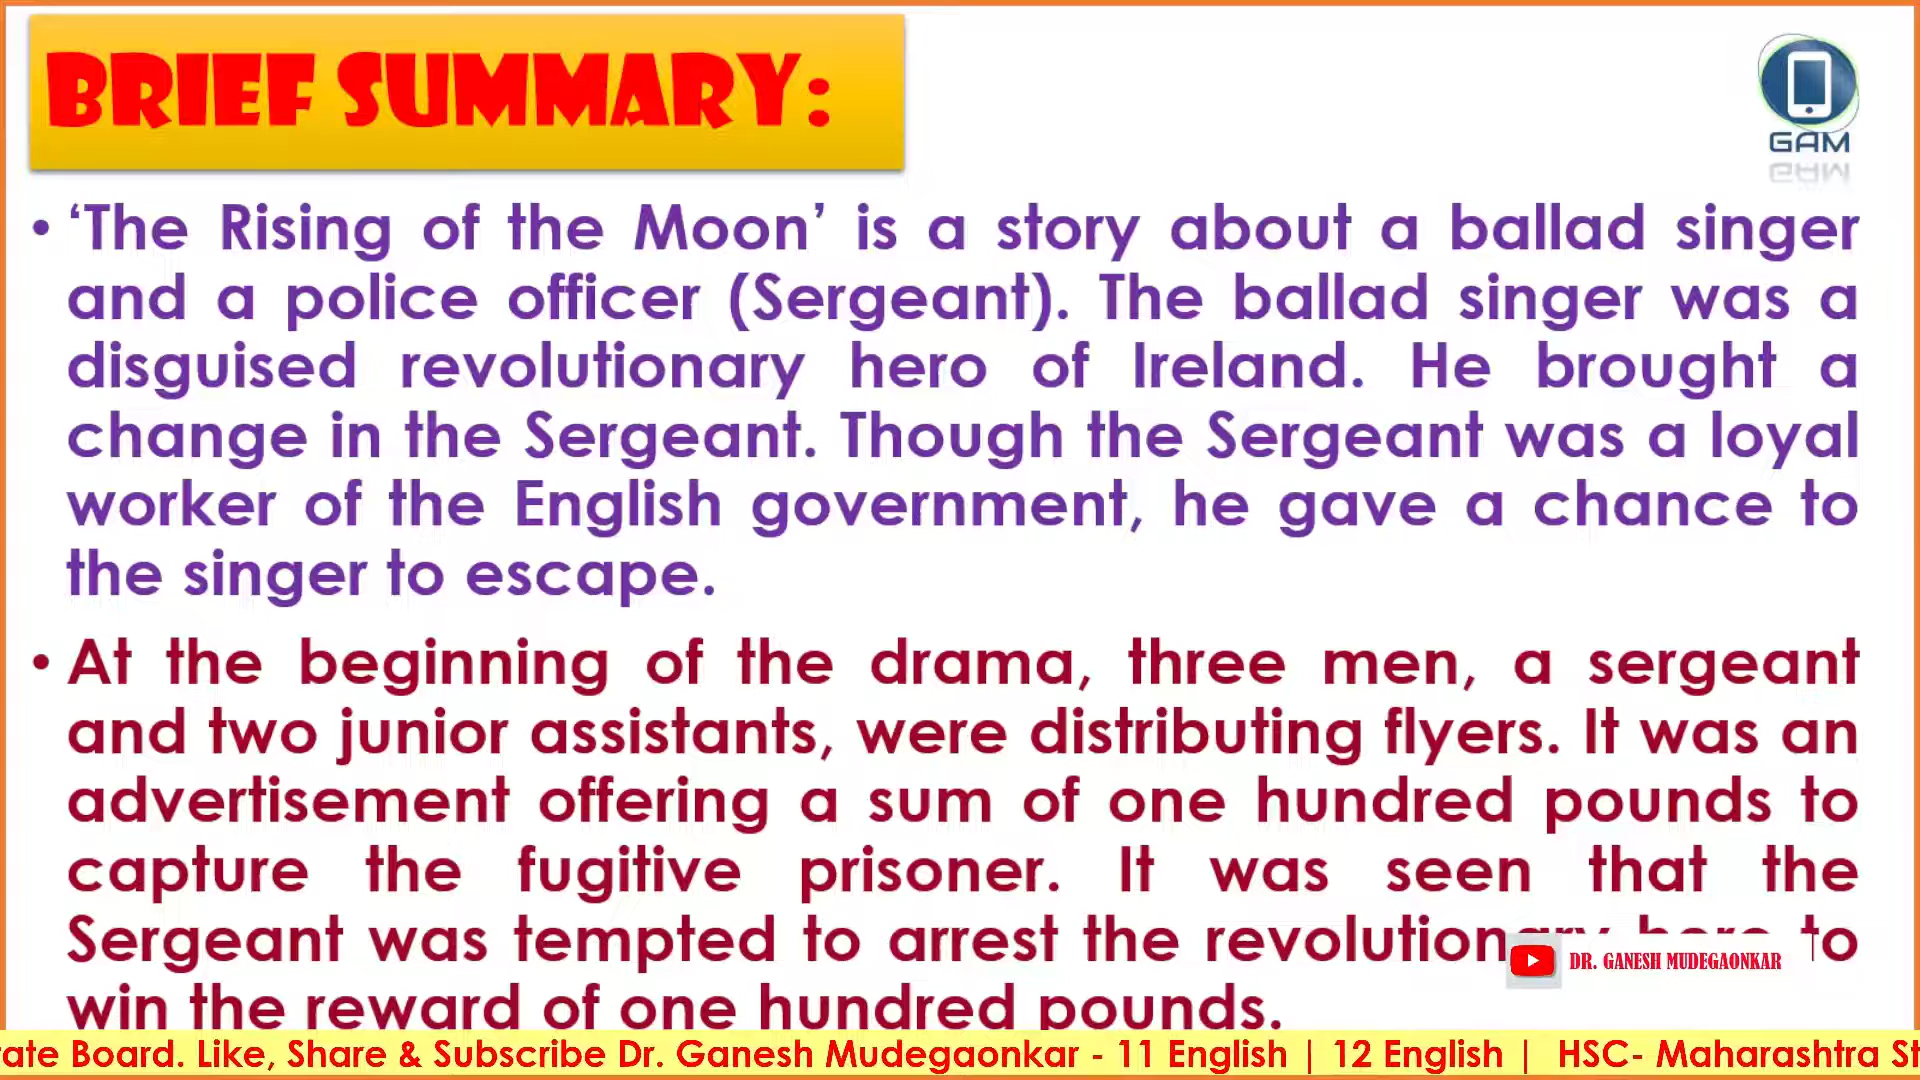 BRIEF SUMMARY:
GAM
• ‘The Rising of the Moon’ is a story about a ballad singer
and a police officer (Sergeant). The ballad singer was a
disguised revolutionary hero of Ireland. He brought a
change in the Sergeant. Though the Sergeant was a loyal
worker of the English government, he gave a chance to
the singer to escape.
• At the beginning of the drama, three men, a sergeant
and two junior assistants, were distributing flyers. It was an
advertisement offering a sum of one hundred pounds to
capture the fugitive prisoner. It was seen that the
Sergeant was tempted to arrest the revolutionary hero to
DR. GANESH MUDEGAONKAR
win the reward of one hundred pounds.
ate Board. Like, Share & Subscribe Dr. Ganesh Mudegaonkar - 11 English | 12 English | HSC- Maharashtra St